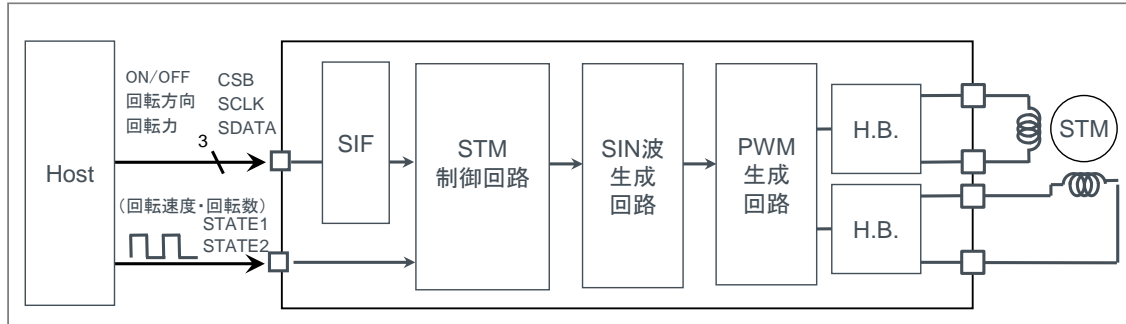 Host
ON/OFF
回転方向
回転力
CSB
SCLK
SDATA
3
(回転速度・回転数)
STATE1
STATE2
SIF
STM
制御回路
SIN波
生成
回路
PWM
生成
回路
H.B.
H.B.
STM